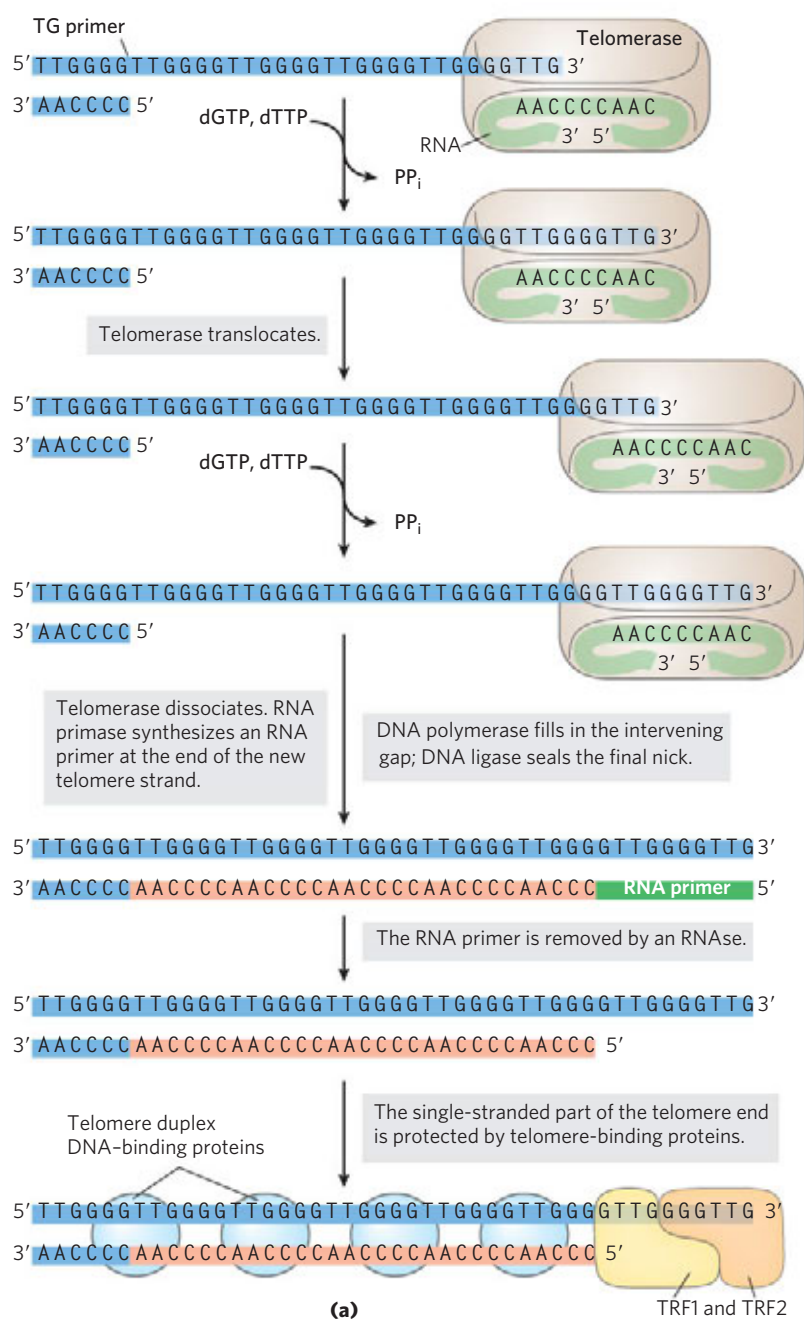 TG primer
Telomerase
5′ TTGGGGTTGGGGTTGGGGTTGGGGTTGGGGTTG 3′
3′ AACCCC 5′
AACCCCAAC
dGTP, dTTP
RNA
3′ 5′
PPi
5′ TTGGGGTTGGGGTTGGGGTTGGGGTTGGGGTTGGGGTTG 3′
3′ AACCCC 5′
AACCCCAAC
3′ 5′
Telomerase translocates.
5′ TTGGGGTTGGGGTTGGGGTTGGGGTTGGGGTTGGGGTTG 3′
3′ AACCCC 5′
AACCCCAAC
dGTP, dTTP
3′ 5′
PPi
5′ TTGGGGTTGGGGTTGGGGTTGGGGTTGGGGTTGGGGTTGGGGTTG 3′
3′ AACCCC 5′
AACCCCAAC
3′ 5′
Telomerase dissociates. RNA
primase synthesizes an RNA
primer at the end of the new
telomere strand.
DNA polymerase fills in the intervening
gap; DNA ligase seals the final nick.
5′ TTGGGGTTGGGGTTGGGGTTGGGGTTGGGGTTGGGGTTGGGGTTG 3′
3′ AACCCCAACCCCAACCCCAACCCCAACCCCAACCC RNA primer 5′
The RNA primer is removed by an RNAse.
5′ TTGGGGTTGGGGTTGGGGTTGGGGTTGGGGTTGGGGTTGGGGTTG 3′
3′ AACCCCAACCCCAACCCCAACCCCAACCCCAACCC 5′
Telomere duplex
DNA–binding proteins
The single-stranded part of the telomere end
is protected by telomere-binding proteins.
5′ TTGGGGTTGGGGTTGGGGTTGGGGTTGGGGTTGGGGTTGGGGTTG 3′
3′ AACCCCAACCCCAACCCCAACCCCAACCCCAACCC 5′
(a)
TRF1 and TRF2